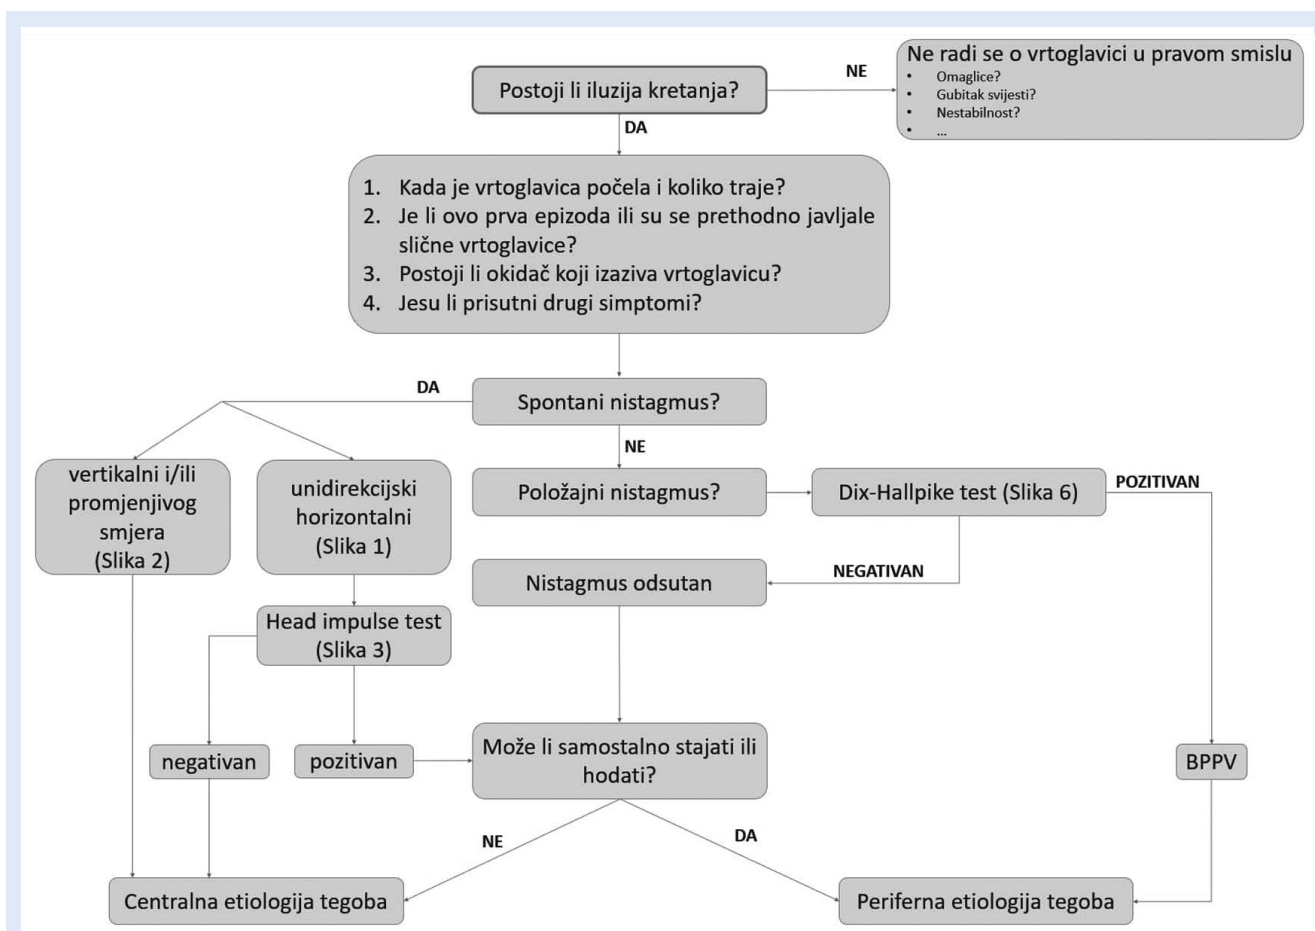 Postoji li iluzija kretanja?
NE
Ne radi se o vrtoglavici u pravom smislu
• Omaglice?
• Gubitak svijesti?
• Nestabilnost?
• ...
DA
1. Kada je vrtoglavica počela i koliko traje?
2. Je li ovo prva epizoda ili su se prethodno javljale
slične vrtoglavice?
3. Postoji li okidač koji izaziva vrtoglavicu?
4. Jesu li prisutni drugi simptomi?
DA
Spontani nistagmus?
NE
vertikalni i/ili
promjenjivog
smjera
(Slika 2)
unidirekcijski
horizontalni
(Slika 1)
Položajni nistagmus?
Dix-Hallpike test (Slika 6)
POZITIVAN
NEGATIVAN
Nistagmus odsutan
Head impulse test
(Slika 3)
negativan
pozitivan
Može li samostalno stajati ili
hodati?
BPPV
NE
DA
Centralna etiologija tegoba
Periferna etiologija tegoba